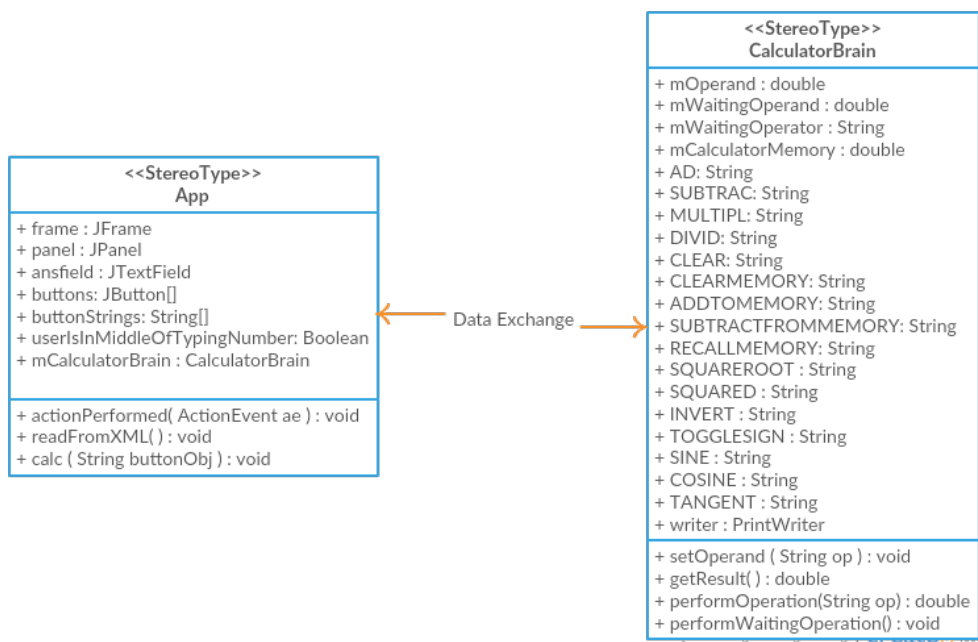 <<StereoType>>
App
+ frame : JFrame
+ panel : JPanel
+ ansfield : JTextField
+ buttons: JButton[]
+ buttonStrings: String[]
+ userIsInMiddleOfTypingNumber: Boolean
+ mCalculatorBrain : CalculatorBrain
+ actionPerformed( ActionEvent ae ) : void
+ readFromXML( ) : void
+ calc ( String buttonObj ) : void
Data Exchange
<<StereoType>>
CalculatorBrain
+ mOperand : double
+ mWaitingOperand : double
+ mWaitingOperator : String
+ mCalculatorMemory : double
+ AD: String
+ SUBTRAC: String
+ MULTIPL: String
+ DIVID: String
+ CLEAR: String
+ CLEARMEMORY: String
+ ADDTOMEMORY: String
+ SUBTRACTFROMMEMORY: String
+ RECALLMEMORY: String
+ SQUAREROOT : String
+ SQUARED : String
+ INVERT : String
+ TOGGLESIGN : String
+ SINE : String
+ COSINE : String
+ TANGENT : String
+ writer : PrintWriter
+ setOperand ( String op ) : void
+ getResult( ) : double
+ performOperation(String op) : double
+ performWaitingOperation() : void